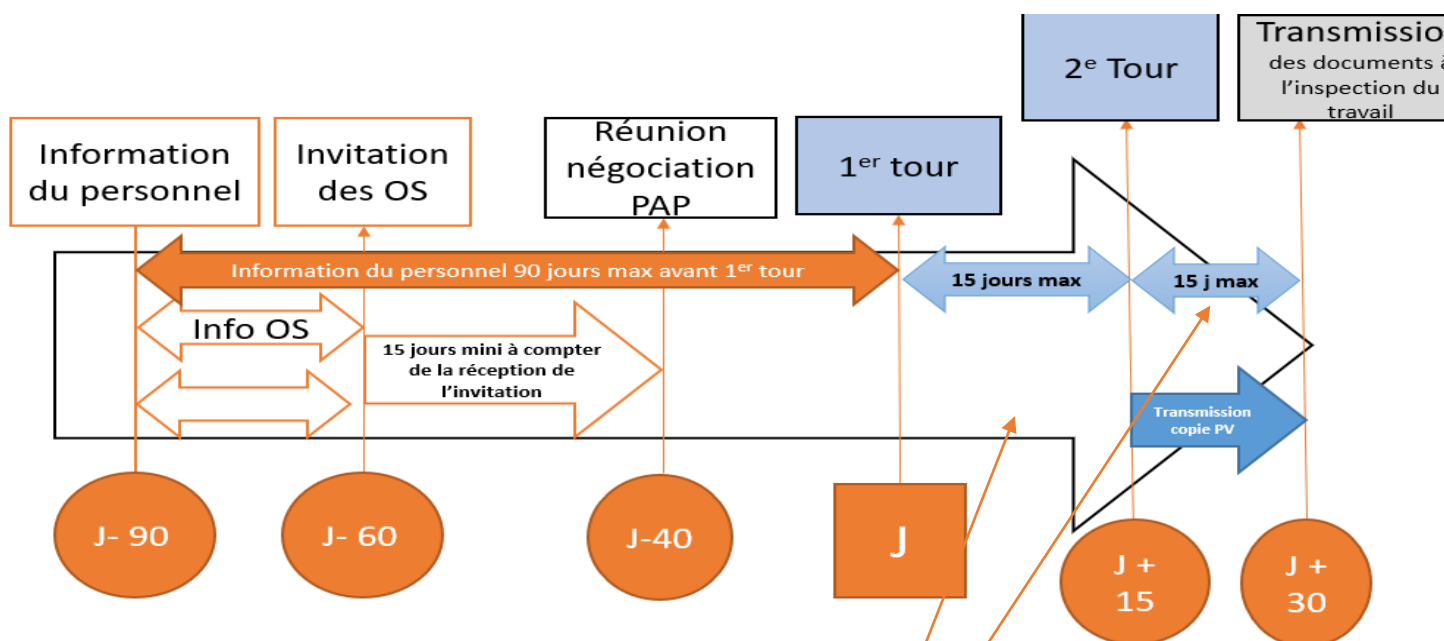 Transmission
des documents à
l'inspection du
travail
2e Tour
Information
du personnel
Invitation
des OS
Réunion
négociation
PAP
1er tour
Information du personnel 90 jours max avant 1er tour
15 jours max
15 j max
Info OS
15 jours mini à compter
de la réception de
l'invitation
Transmission
copie PV
J- 90
J- 60
J-40
J
J +
15
J +
30